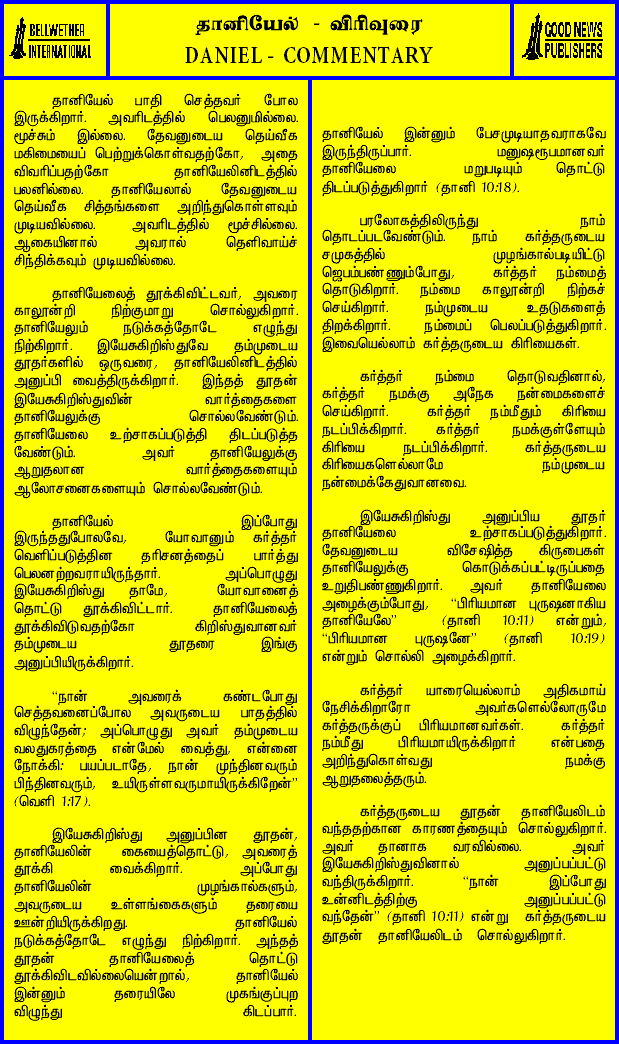 BELLWETHER
INTERNATIONAL
தானியேல் - விரிவுரை
DANIEL - COMMENTARY
GOOD NEWS
PUBLISHERS
தானியேல் பாதி செத்தவர் போல
இருக்கிறார். அவரிடத்தில் பெலனுமில்லை.
மூச்சும் இல்லை. தேவனுடைய தெய்வீக
மகிமையைப் பெற்றுக்கொள்வதற்கோ, அதை
விவரிப்பதற்கோ தானியேலினிடத்தில்
பலனில்லை. தானியேலால் தேவனுடைய
தெய்வீக சித்தங்களை அறிந்துகொள்ளவும்
முடியவில்லை. அவரிடத்தில் மூச்சில்லை.
ஆகையினால் அவரால் தெளிவாய்ச்
சிந்திக்கவும் முடியவில்லை.
தானியேலைத் தூக்கிவிட்டவர், அவரை
காலூன்றி நிற்குமாறு சொல்லுகிறார்.
தானியேலும் நடுக்கத்தோடே எழுந்து
நிற்கிறார். இயேசுகிறிஸ்துவே தம்முடைய
தூதர்களில் ஒருவரை, தானியேலினிடத்தில்
அனுப்பி வைத்திருக்கிறார். இந்தத் தூதன்
இயேசுகிறிஸ்துவின் வார்த்தைகளை
தானியேலுக்கு சொல்லவேண்டும்.
தானியேலை உற்சாகப்படுத்தி திடப்படுத்த
வேண்டும். அவர் தானியேலுக்கு
ஆறுதலான வார்த்தைகளையும்
ஆலோசனைகளையும் சொல்லவேண்டும்.
தானியேல் இப்போது
இருந்ததுபோலவே, யோவானும் கர்த்தர்
வெளிப்படுத்தின தரிசனத்தைப் பார்த்து
பெலனற்றவராயிருந்தார். அப்பொழுது
இயேசுகிறிஸ்து தாமே, யோவானைத்
தொட்டு தூக்கிவிட்டார். தானியேலைத்
தூக்கிவிடுவதற்கோ கிறிஸ்துவானவர்
தம்முடைய தூதரை இங்கு
அனுப்பியிருக்கிறார்.
“நான் அவரைக் கண்டபோது
செத்தவனைப்போல அவருடைய பாதத்தில்
விழுந்தேன்; அப்பொழுது அவர் தம்முடைய
வலதுகரத்தை என்மேல் வைத்து, என்னை
நோக்கி: பயப்படாதே, நான் முந்தினவரும்
பிந்தினவரும், உயிருள்ளவருமாயிருக்கிறேன்”
(வெளி 1:17).
இயேசுகிறிஸ்து அனுப்பின தூதன்,
தானியேலின் கையைத்தொட்டு, அவரைத்
தூக்கி வைக்கிறார். அப்போது
தானியேலின் முழங்கால்களும்,
அவருடைய உள்ளங்கைகளும் தரையை
ஊன்றியிருக்கிறது. தானியேல்
நடுக்கத்தோடே எழுந்து நிற்கிறார். அந்தத்
தூதன் தானியேலைத் தொட்டு
தூக்கிவிடவில்லையென்றால், தானியேல்
இன்னும் தரையிலே முகங்குப்புற
விழுந்து கிடப்பார்.
தானியேல் இன்னும் பேசமுடியாதவராகவே
இருந்திருப்பார். மனுஷரூபமானவர்
தானியேலை மறுபடியும் தொட்டு
திடப்படுத்துகிறார் (தானி 10:18).
பரலோகத்திலிருந்து நாம்
தொடப்படவேண்டும். நாம் கர்த்தருடைய
சமுகத்தில் முழங்கால்படியிட்டு
ஜெபம்பண்ணும்போது, கர்த்தர் நம்மைத்
தொடுகிறார். நம்மை காலூன்றி நிற்கச்
செய்கிறார். நம்முடைய உதடுகளைத்
திறக்கிறார். நம்மைப் பெலப்படுத்துகிறார்.
இவையெல்லாம் கர்த்தருடைய கிரியைகள்.
கர்த்தர் நம்மை தொடுவதினால்,
கர்த்தர் நமக்கு அநேக நன்மைகளைச்
செய்கிறார். கர்த்தர் நம்மீதும் கிரியை
நடப்பிக்கிறார். கர்த்தர் நமக்குள்ளேயும்
கிரியை நடப்பிக்கிறார். கர்த்தருடைய
கிரியைகளெல்லாமே நம்முடைய
நன்மைக்கேதுவானவை.
இயேசுகிறிஸ்து அனுப்பிய தூதர்
தானியேலை உற்சாகப்படுத்துகிறார்.
தேவனுடைய விசேஷித்த கிருபைகள்
தானியேலுக்கு கொடுக்கப்பட்டிருப்பதை
உறுதிபண்ணுகிறார். அவர் தானியேலை
அழைக்கும்போது, “பிரியமான புருஷனாகிய
தானியேலே” (தானி 10:11) என்றும்,
“பிரியமான புருஷனே” (தானி 10:19)
என்றும் சொல்லி அழைக்கிறார்.
கர்த்தர் யாரையெல்லாம் அதிகமாய்
நேசிக்கிறாரோ அவர்களெல்லோருமே
கர்த்தருக்குப் பிரியமானவர்கள். கர்த்தர்
நம்மீது பிரியமாயிருக்கிறார் என்பதை
அறிந்துகொள்வது நமக்கு
ஆறுதலைத்தரும்.
கர்த்தருடைய தூதன் தானியேலிடம்
வந்ததற்கான காரணத்தையும் சொல்லுகிறார்.
அவர் தானாக வரவில்லை. அவர்
இயேசுகிறிஸ்துவினால் அனுப்பப்பட்டு
வந்திருக்கிறார். “நான் இப்போது
உன்னிடத்திற்கு அனுப்பப்பட்டு
வந்தேன்” (தானி 10:11) என்று கர்த்தருடைய
தூதன் தானியேலிடம் சொல்லுகிறார்.